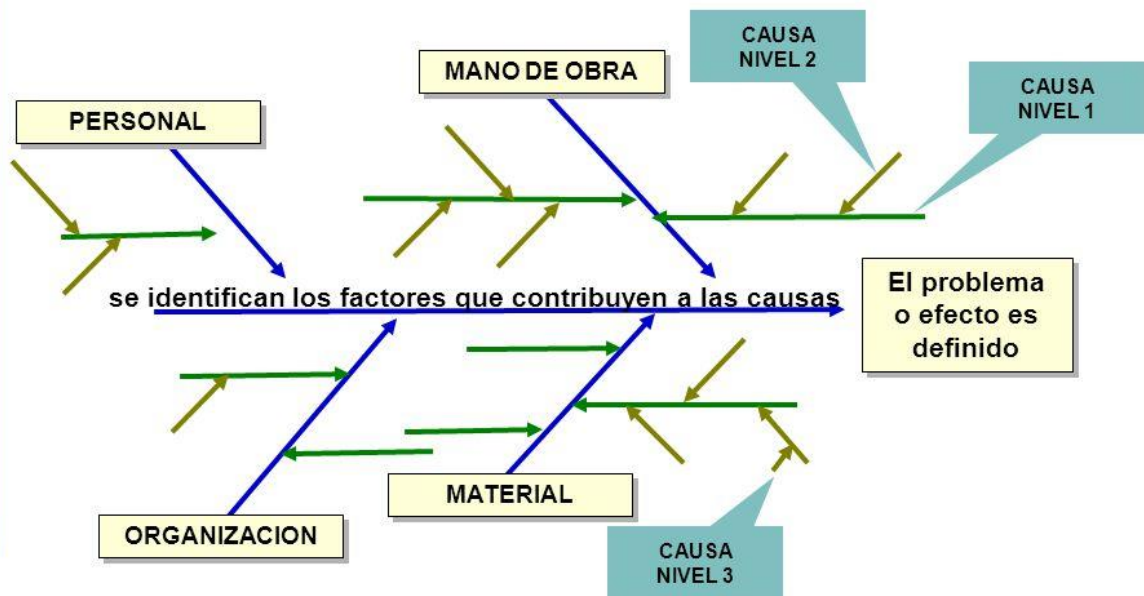 CAUSA
NIVEL 2
MANO DE OBRA
CAUSA
NIVEL 1
PERSONAL
se identifican los factores que contribuyen a las causas
El problema
o efecto es
definido
MATERIAL
ORGANIZACION
CAUSA
NIVEL 3